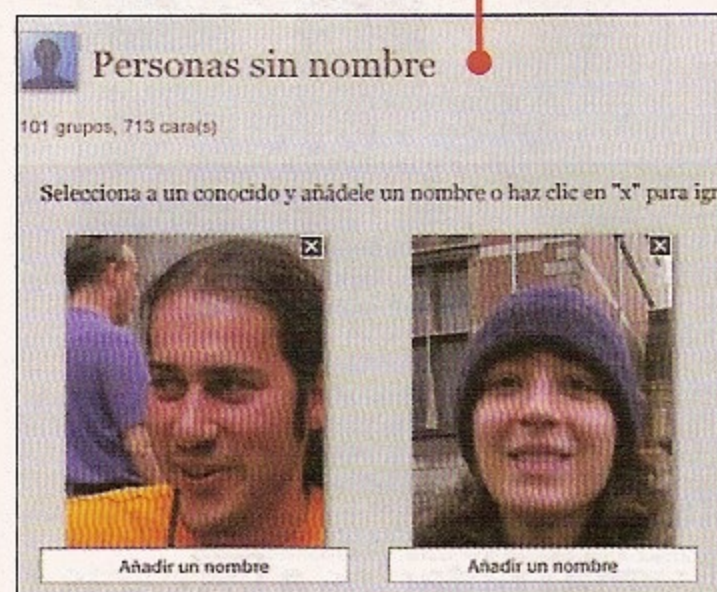 Personas sin nombre
101 grupos, 713 cara(s)
Selecciona a un conocido y añádele un nombre o haz clic en "x" para igr
Añadir un nombre
Añadir un nombre